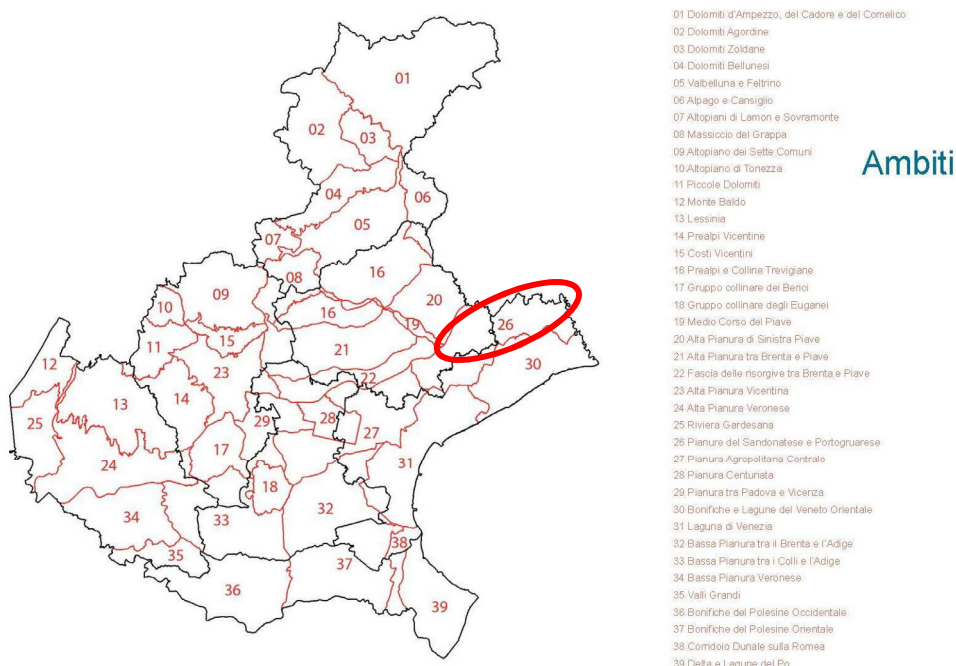 01 Dolomiti d'Ampezzo, del Cadore e del Comelico
02 Dolomiti Agordine
03 Dolomiti Zoldane
04 Dolomiti Bellunesi
05 Valbelluna e Feltrino
06 Alpago e Cansiglio
07 Altopiani di Lamon e Sovramonte
08 Massiccio del Grappa
09 Altopiano dei Sette Comuni
10 Altopiano di Tonezza
11 Piccole Dolomiti
12 Monte Baldo
13 Lessinia
14 Prealpi Vicentine
15 Costi Vicentini
16 Prealpi e Colline Trevigiane
17 Gruppo collinare dei Berici
18 Gruppo collinare degli Euganei
19 Medio Corso del Piave
20 Alta Pianura di Sinistra Piave
21 Alta Pianura tra Brenta e Piave
22 Fascia delle risorgive tra Brenta e Piave
23 Alta Pianura Vicentina
24 Alta Pianura Veronese
25 Riviera Gardesana
26 Pianure del Sandonatese e Portogruarese
27 Pianura Agropolitana Centrale
28 Pianura Centuriata
29 Pianura tra Padova e Vicenza
30 Bonifiche e Lagune del Veneto Orientale
31 Laguna di Venezia
32 Bassa Pianura tra il Brenta e l'Adige
33 Bassa Pianura tra i Colli e l'Adige
34 Bassa Pianura Veronese
35 Valli Grandi
36 Bonifiche del Polesine Occidentale
37 Bonifiche del Polesine Orientale
38 Corridoio Dunale sulla Romea
39 Delta e Lagune del Po
Ambiti
01
02
03
04
06
05
07
08
16
09
20
10
16
19
26
15
11
21
30
12
23
22
13
14
28
25
29
27
17
31
24
18
32
34
33
38
35
37
36
39